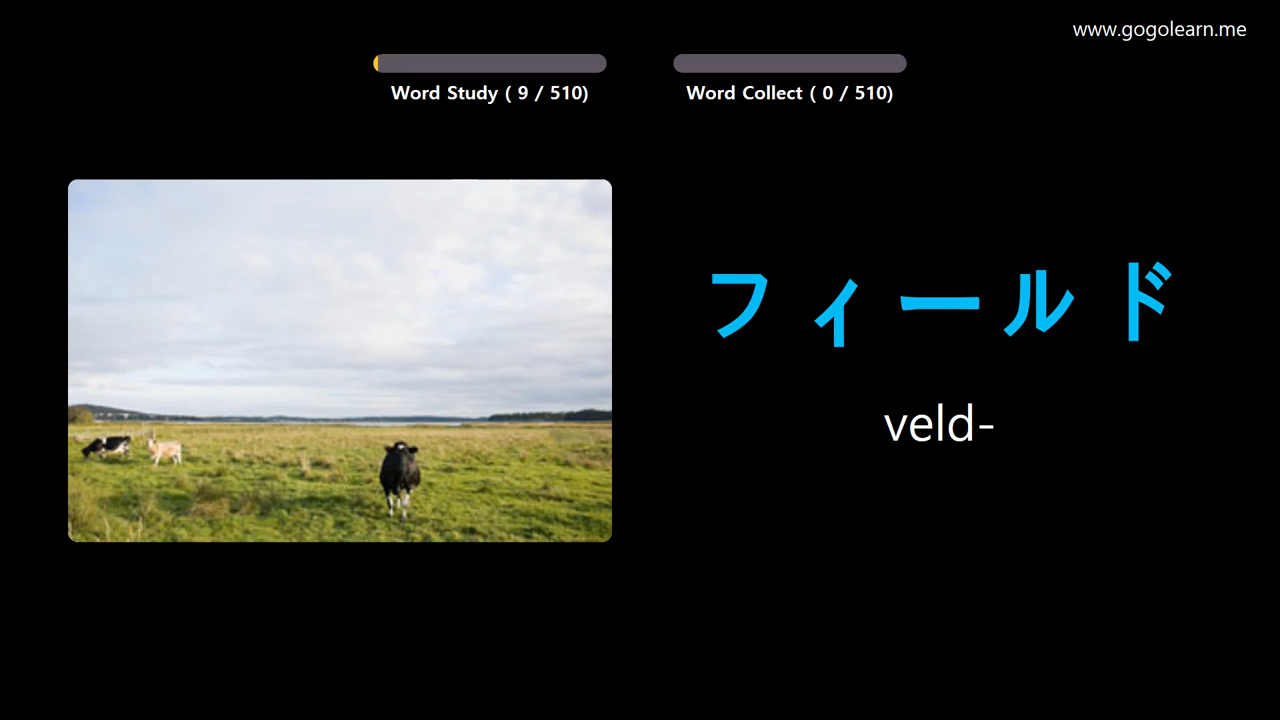 www.gogolearn.me
Word Study ( 9 / 510)
Word Collect ( 0 / 510)
フィールド
veld-